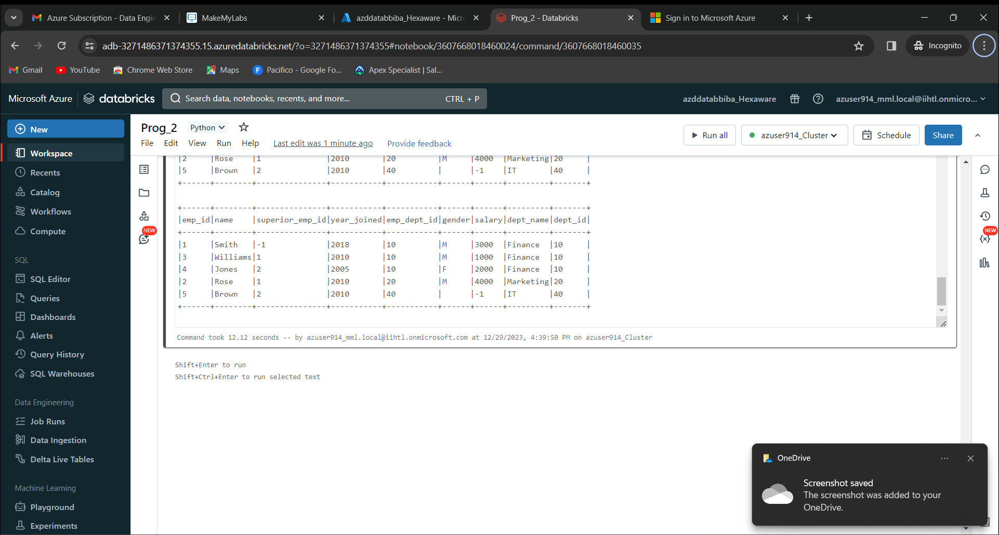 Azure Subscription - Data Engin
MakeMyLabs
azddatabbiba_Hexaware - Micr
Prog_2 - Databricks
Sign in to Microsoft Azure
adb-3271486371374355.15.azuredatabricks.net/?o=3271486371374355#notebook/3607668018460024/command/3607668018460035
Incognito
Gmail
YouTube
Chrome Web Store
Maps
Pacifico - Google Fo...
Apex Specialist | Sal...
Microsoft Azure
databricks
Search data, notebooks, recents, and more...
CTRL + P
azddatabbiba_Hexaware
azuser914_mml.local@iihtl.onmicro...
New
Workspace
Recents
Catalog
Workflows
Compute
SQL
SQL Editor
Queries
Dashboards
Alerts
Query History
SQL Warehouses
Data Engineering
Job Runs
Data Ingestion
Delta Live Tables
Machine Learning
Playground
Experiments
Prog_2
Python
File Edit View Run Help
Last edit was 1 minute ago
Provide feedback
Run all
azuser914_Cluster
Schedule
Share
NEW
|2     |Rose    |1              |2010       |20         |M     |4000  |Marketing|20     |
|5     |Brown   |2              |2010       |40         |      |-1    |IT       |40     |
+------+--------+---------------+-----------+-----------+------+------+---------+-------+
+------+--------+---------------+-----------+-----------+------+------+---------+-------+
|emp_id|name    |superior_emp_id|year_joined|emp_dept_id|gender|salary|dept_name|dept_id|
+------+--------+---------------+-----------+-----------+------+------+---------+-------+
|1     |Smith   |-1             |2018       |10         |M     |3000  |Finance  |10     |
|3     |Williams|1              |2010       |10         |M     |1000  |Finance  |10     |
|4     |Jones   |2              |2005       |10         |F     |2000  |Finance  |10     |
|2     |Rose    |1              |2010       |20         |M     |4000  |Marketing|20     |
|5     |Brown   |2              |2010       |40         |      |-1    |IT       |40     |
+------+--------+---------------+-----------+-----------+------+------+---------+-------+
Command took 12.12 seconds -- by azuser914_mml.local@iihtl.onmicrosoft.com at 12/29/2023, 4:39:50 PM on azuser914_Cluster
Shift+Enter to run
Shift+Ctrl+Enter to run selected text
NEW
{x}
OneDrive
Screenshot saved
The screenshot was added to your
OneDrive.